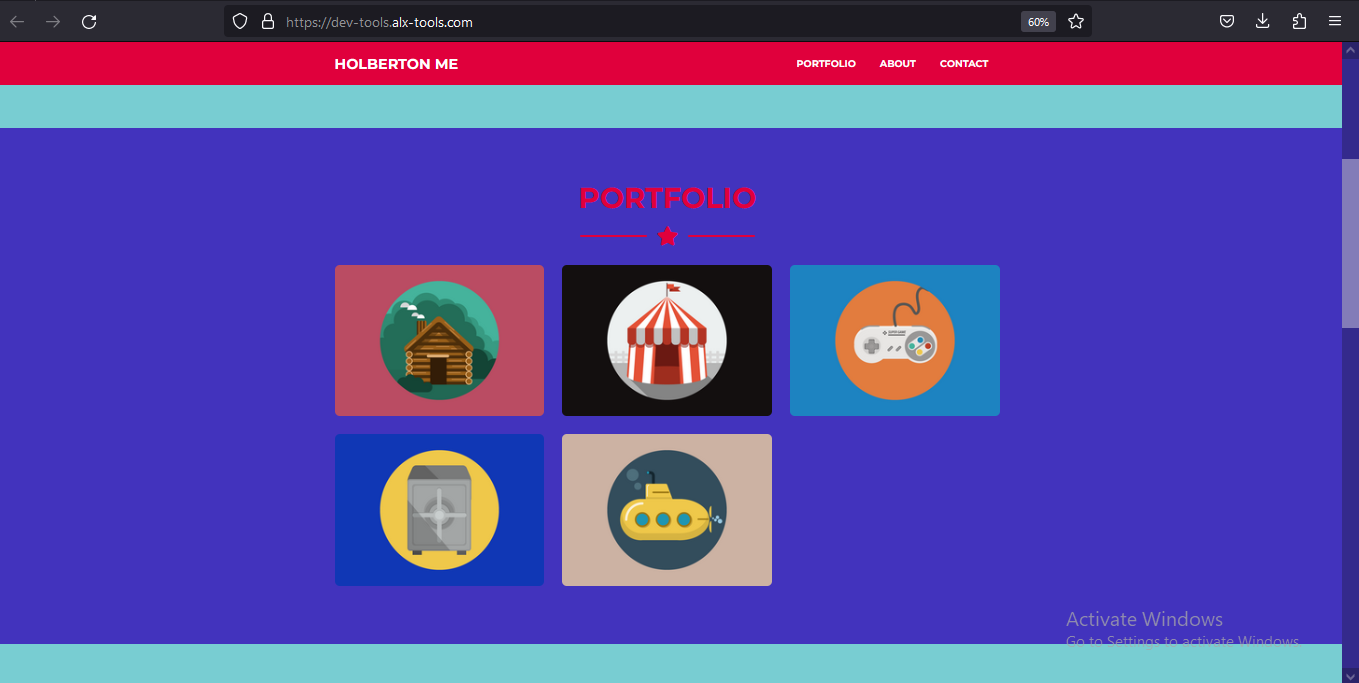 https://dev-tools.alx-tools.com
60%
HOLBERTON ME
PORTFOLIO
ABOUT
CONTACT
PORTFOLIO
Activate Windows
Go to Settings to activate Windows.